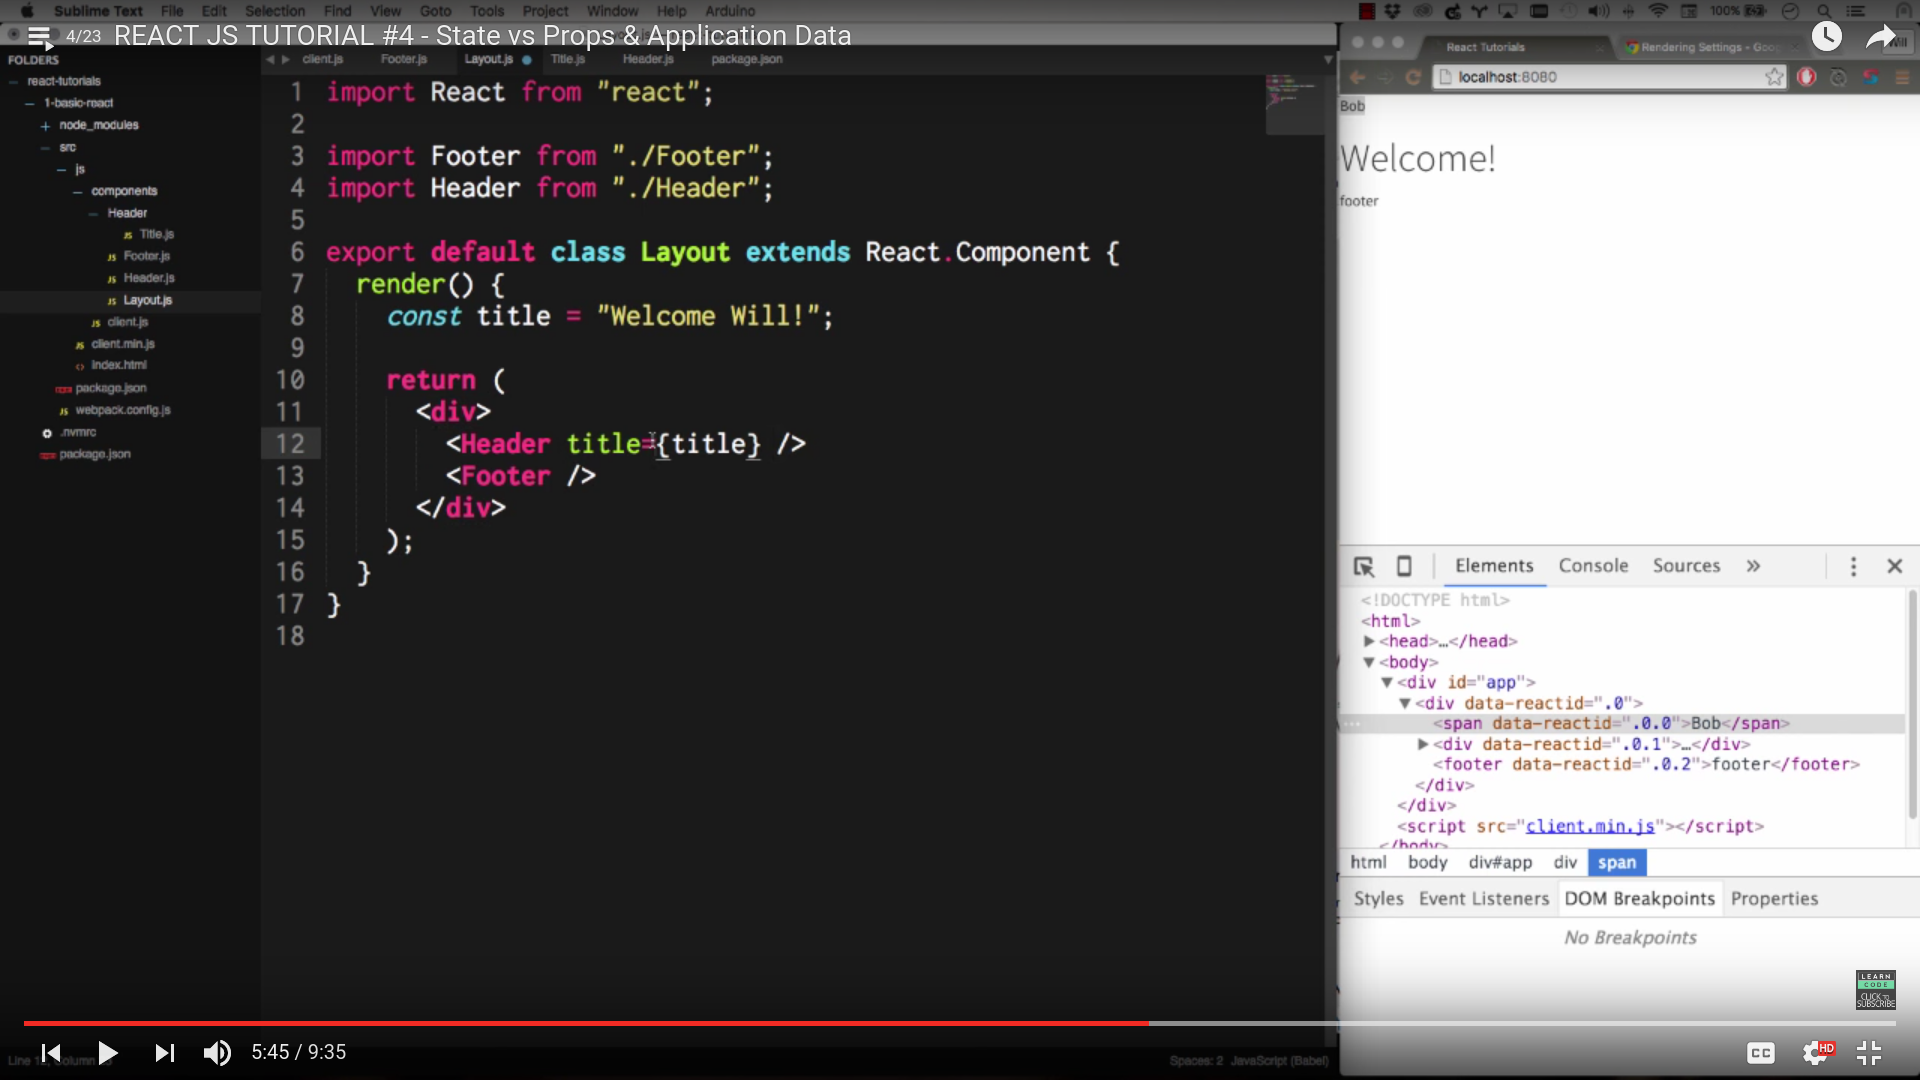 Sublime Text File Edit Selection Find View Goto Tools Project Window Help Arduino 100%
4/23 REACT JS TUTORIAL #4 - State vs Props & Application Data
FOLDERS
react-tutorials
1-basic-react
node_modules
src
js
components
Header
Title.js
Footer.js
Header.js
Layout.js
client.js
client.min.js
index.html
package.json
webpack.config.js
.nvmrc
package.json
client.js Footer.js Layout.js Title.js Header.js package.json
1 import React from "react";
2
3 import Footer from "./Footer";
4 import Header from "./Header";
5
6 export default class Layout extends React.Component {
7 render() {
8 const title = "Welcome Will!";
9
10 return (
11 <div>
12 <Header title={title} />
13 <Footer />
14 </div>
15 );
16 }
17 }
18
React Tutorials
Rendering Settings - Goo
Will
localhost:8080
Bob
Welcome!
footer
Elements Console Sources »
<!DOCTYPE html>
<html>
<head>…</head>
<body>
<div id="app">
<div data-reactid=".0">
<span data-reactid=".0.0">Bob</span>
<div data-reactid=".0.1">…</div>
<footer data-reactid=".0.2">footer</footer>
</div>
</div>
<script src="client.min.js"></script>
</body>
html body div#app div span
Styles Event Listeners DOM Breakpoints Properties
No Breakpoints
LEARN
CODE
CLICK TO
SUBSCRIBE
5:45 / 9:35
CC HD
Spaces: 2 JavaScript (Babel)